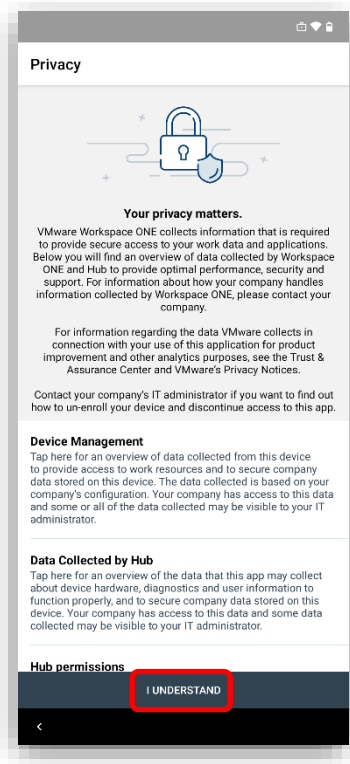 Privacy
Your privacy matters.
VMware Workspace ONE collects information that is required
to provide secure access to your work data and applications.
Below you will find an overview of data collected by Workspace
ONE and Hub to provide optimal performance, security and
support. For information about how your company handles
information collected by Workspace ONE, please contact your
company.
For information regarding the data VMware collects in
connection with your use of this application for product
improvement and other analytics purposes, see the Trust &
Assurance Center and VMware's Privacy Notices.
Contact your company's IT administrator if you want to find out
how to un-enroll your device and discontinue access to this app.
Device Management
Tap here for an overview of data collected from this device
to provide access to work resources and to secure company
data stored on this device. The data collected is based on your
company's configuration. Your company has access to this data
and some or all of the data collected may be visible to your IT
administrator.
Data Collected by Hub
Tap here for an overview of the data that this app may collect
about device hardware, diagnostics and user information to
function properly, and to secure company data stored on this
device. Your company has access to this data and some data
collected may be visible to your IT administrator.
Hub permissions
I UNDERSTAND